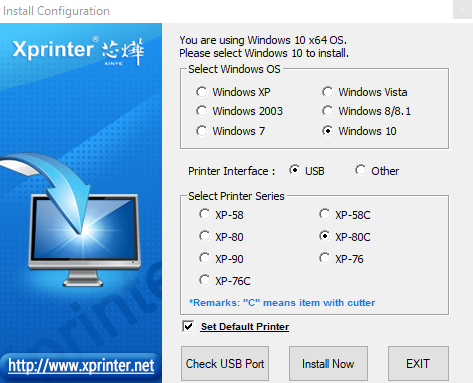 Install Configuration
Xprinter® 芯烨
XINYE
You are using Windows 10 x64 OS.
Please select Windows 10 to install.
Select Windows OS
Windows XP
Windows Vista
Windows 2003
Windows 8/8.1
Windows 7
Windows 10
Printer Interface :
USB
Other
Select Printer Series
XP-58
XP-58C
XP-80
XP-80C
XP-90
XP-76
XP-76C
*Remarks: "C" means item with cutter
Set Default Printer
Xprinter
http://www.xprinter.net
Check USB Port
Install Now
EXIT